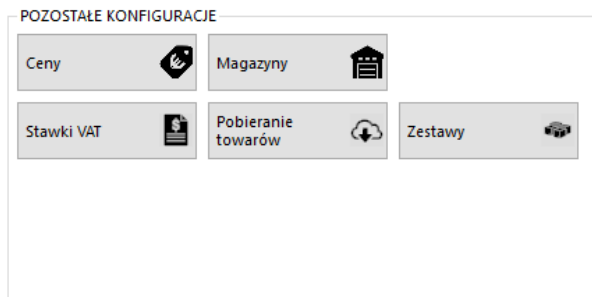 POZOSTAŁE KONFIGURACJE
Ceny
Magazyny
Stawki VAT
Pobieranie
towarów
Zestawy